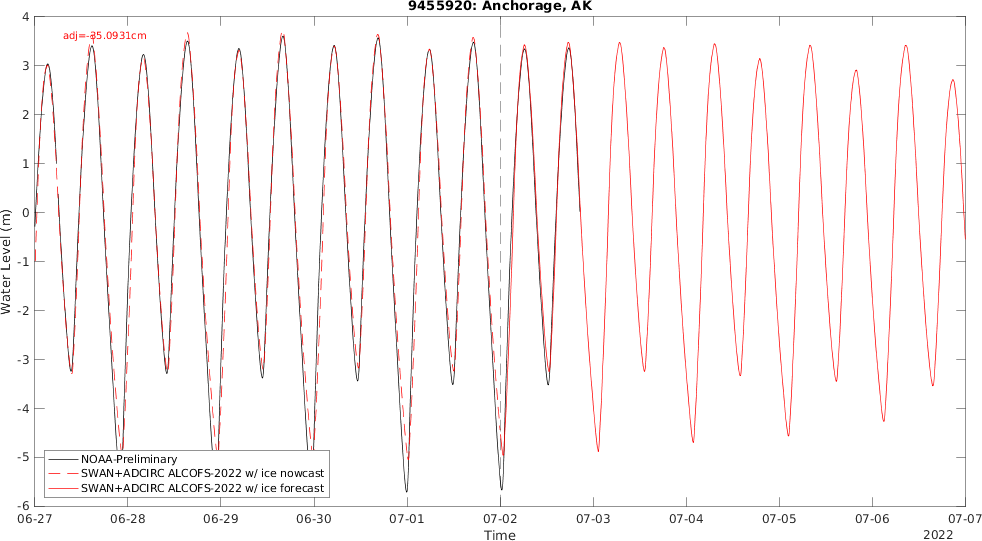 9455920: Anchorage, AK
adj=-35.0931cm
4
3
2
1
0
-1
-2
-3
-4
-5
-6
Water Level (m)
NOAA-Preliminary
SWAN+ADCIRC ALCOFS-2022 w/ ice nowcast
SWAN+ADCIRC ALCOFS-2022 w/ ice forecast
06-27 06-28 06-29 06-30 07-01 07-02 07-03 07-04 07-05 07-06 07-07
Time
2022